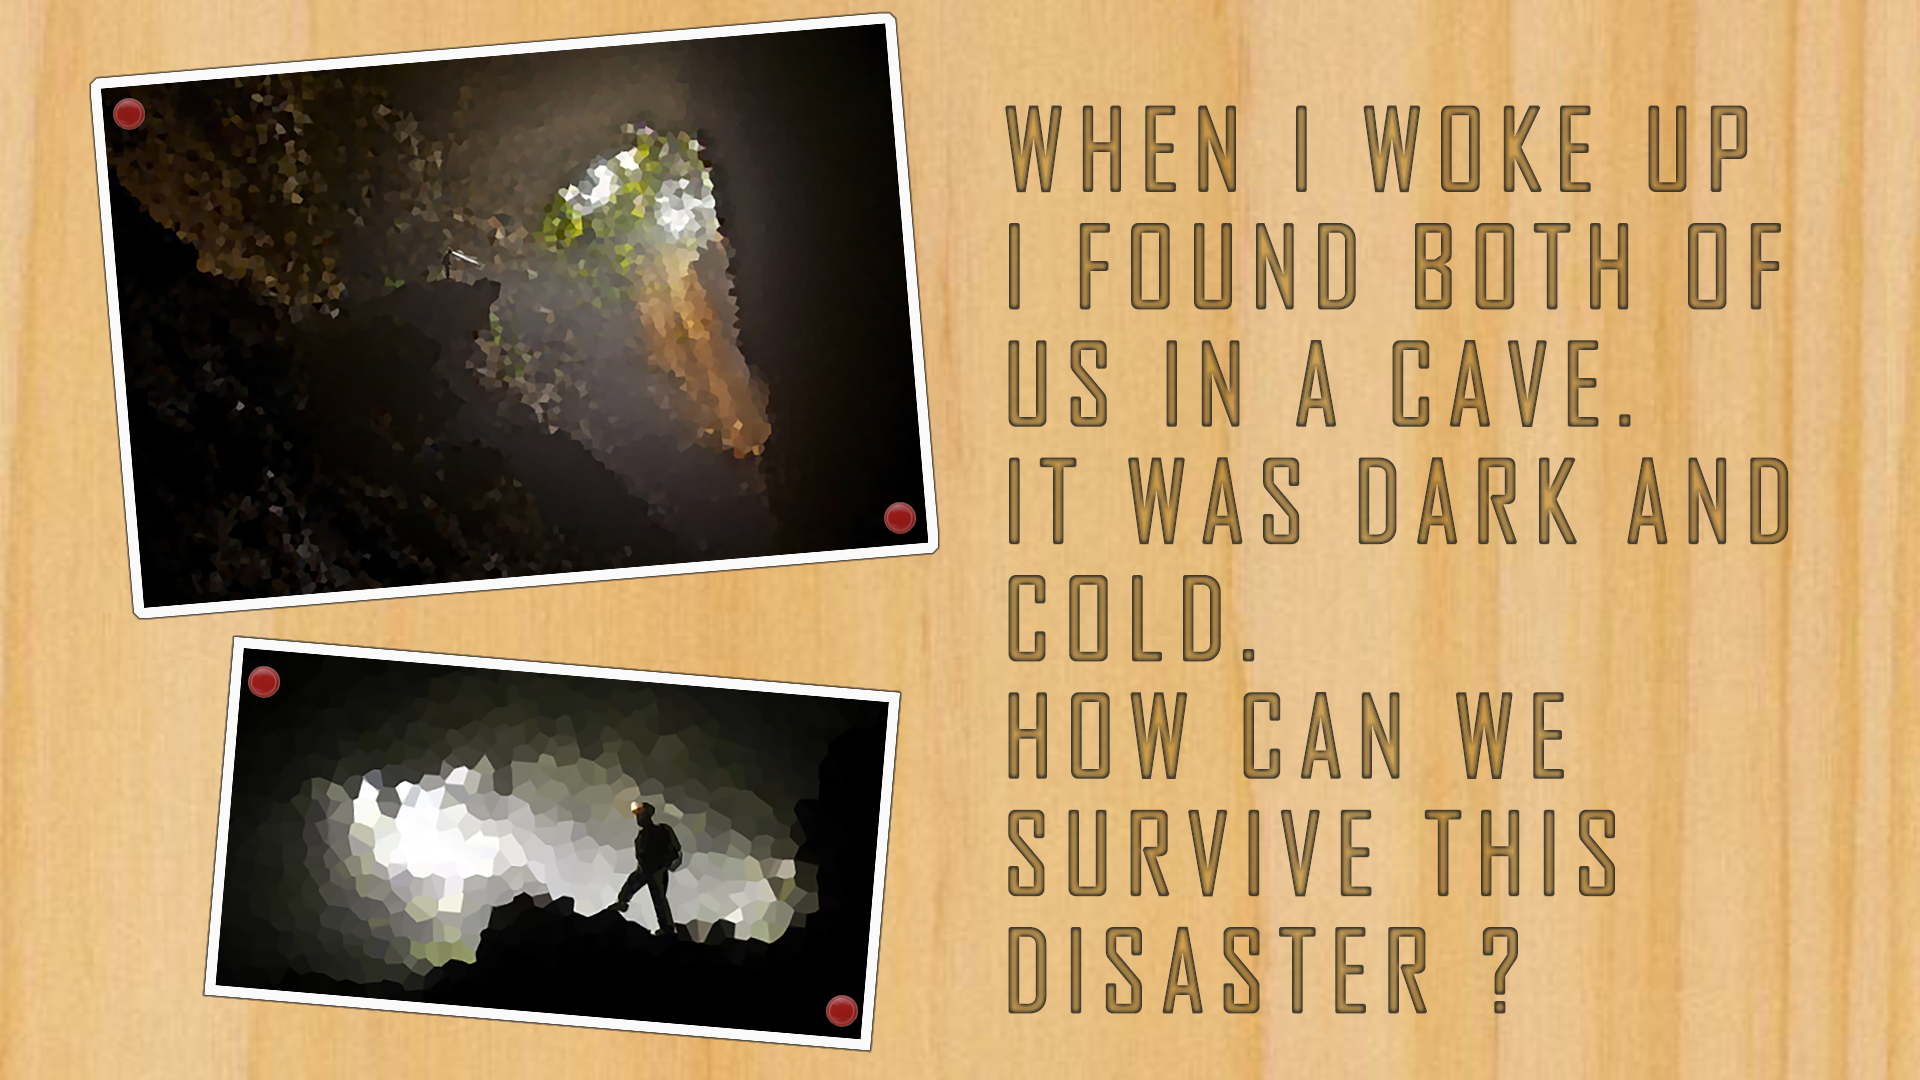 WHEN I WOKE UP
I FOUND BOTH OF
US IN A CAVE.
IT WAS DARK AND
COLD.
HOW CAN WE
SURVIVE THIS
DISASTER ?